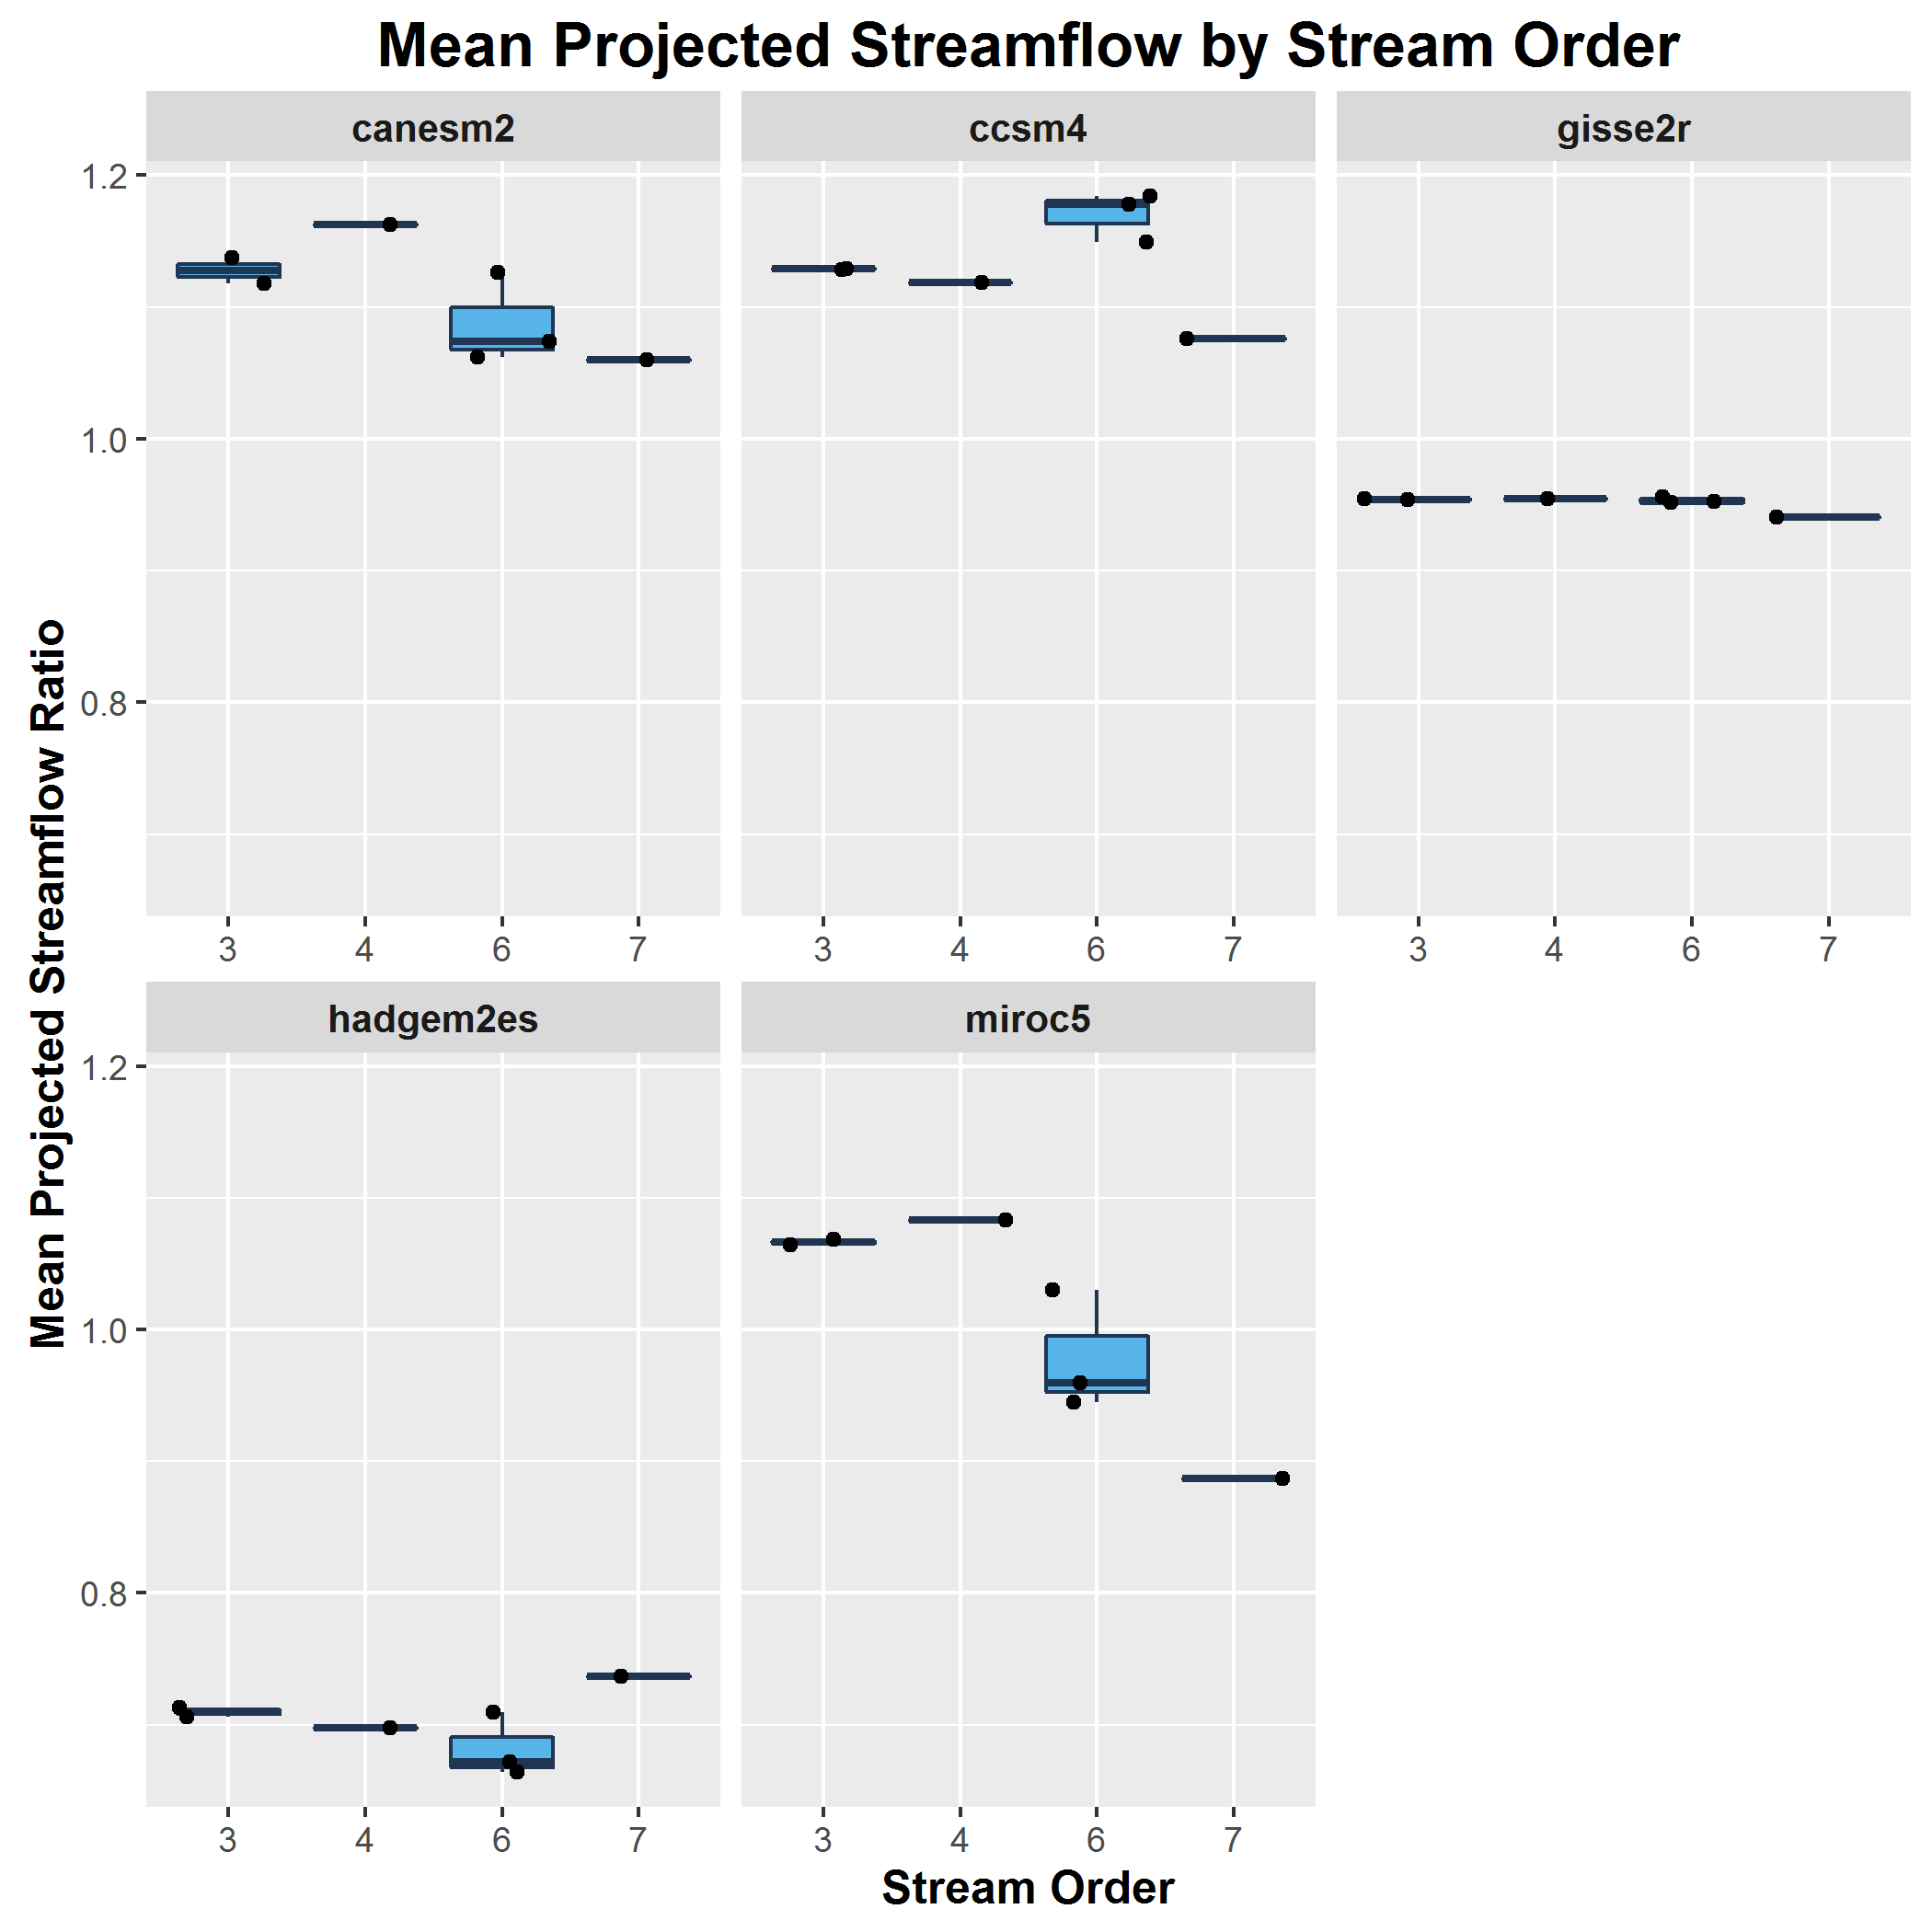 Mean Projected Streamflow by Stream Order
canesm2 ccsm4 gisse2r
1.2
1.0
0.8
3 4 6 7 3 4 6 7 3 4 6 7
Mean Projected Streamflow Ratio
hadgem2es miroc5
1.2
1.0
0.8
3 4 6 7 3 4 6 7
Stream Order